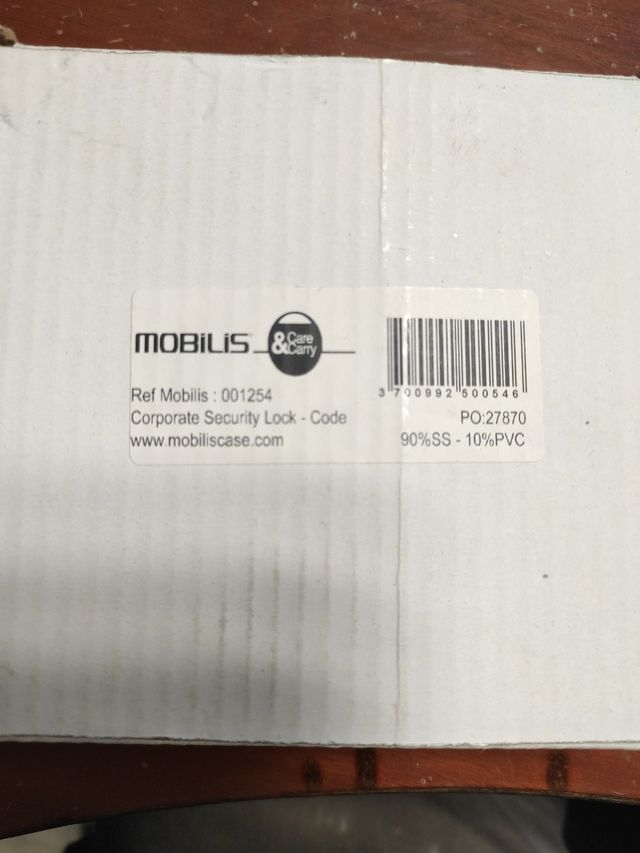 MOBILIS
Care
&Carry
3 700992 500546
Ref Mobilis : 001254
Corporate Security Lock - Code
PO:27870
www.mobiliscase.com
90%SS - 10%PVC